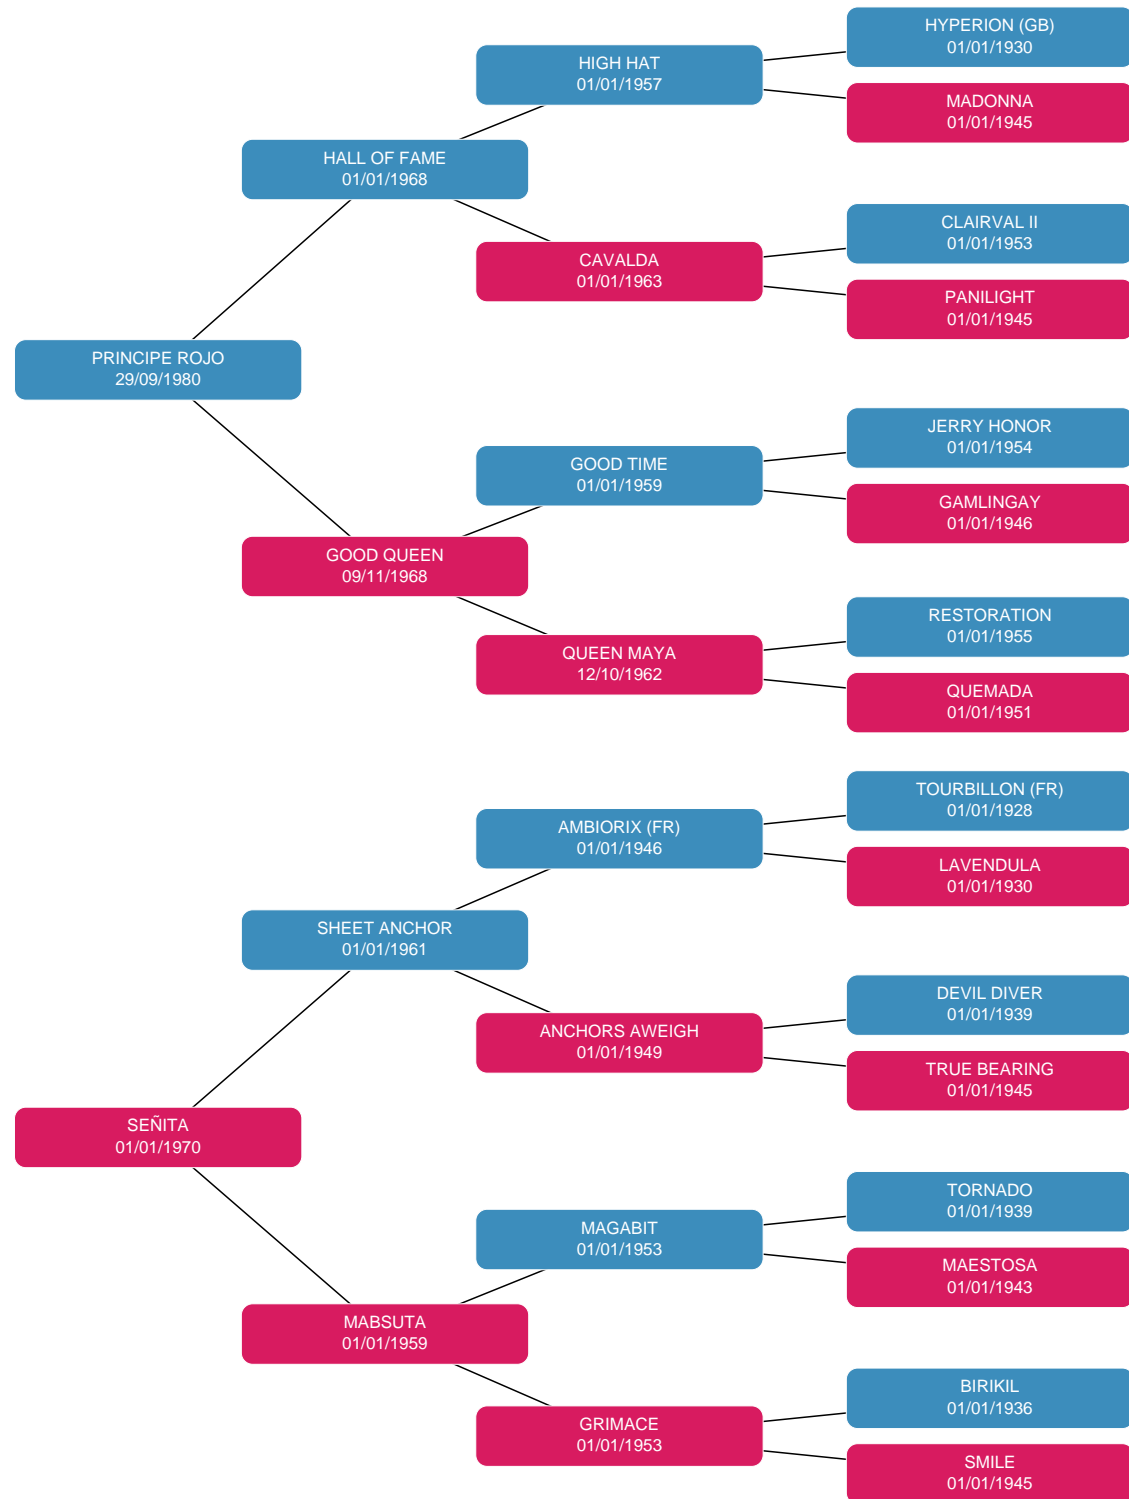 HYPERION (GB)
01/01/1930
HIGH HAT
01/01/1957
MADONNA
01/01/1945
HALL OF FAME
01/01/1968
CLAIRVAL II
01/01/1953
CAVALDA
01/01/1963
PANILIGHT
01/01/1945
PRINCIPE ROJO
29/09/1980
JERRY HONOR
01/01/1954
GOOD TIME
01/01/1959
GAMLINGAY
01/01/1946
GOOD QUEEN
09/11/1968
RESTORATION
01/01/1955
QUEEN MAYA
12/10/1962
QUEMADA
01/01/1951
TOURBILLON (FR)
01/01/1928
AMBIORIX (FR)
01/01/1946
LAVENDULA
01/01/1930
SHEET ANCHOR
01/01/1961
DEVIL DIVER
01/01/1939
ANCHORS AWEIGH
01/01/1949
TRUE BEARING
01/01/1945
SEÑITA
01/01/1970
TORNADO
01/01/1939
MAGABIT
01/01/1953
MAESTOSA
01/01/1943
MABSUTA
01/01/1959
BIRIKIL
01/01/1936
GRIMACE
01/01/1953
SMILE
01/01/1945